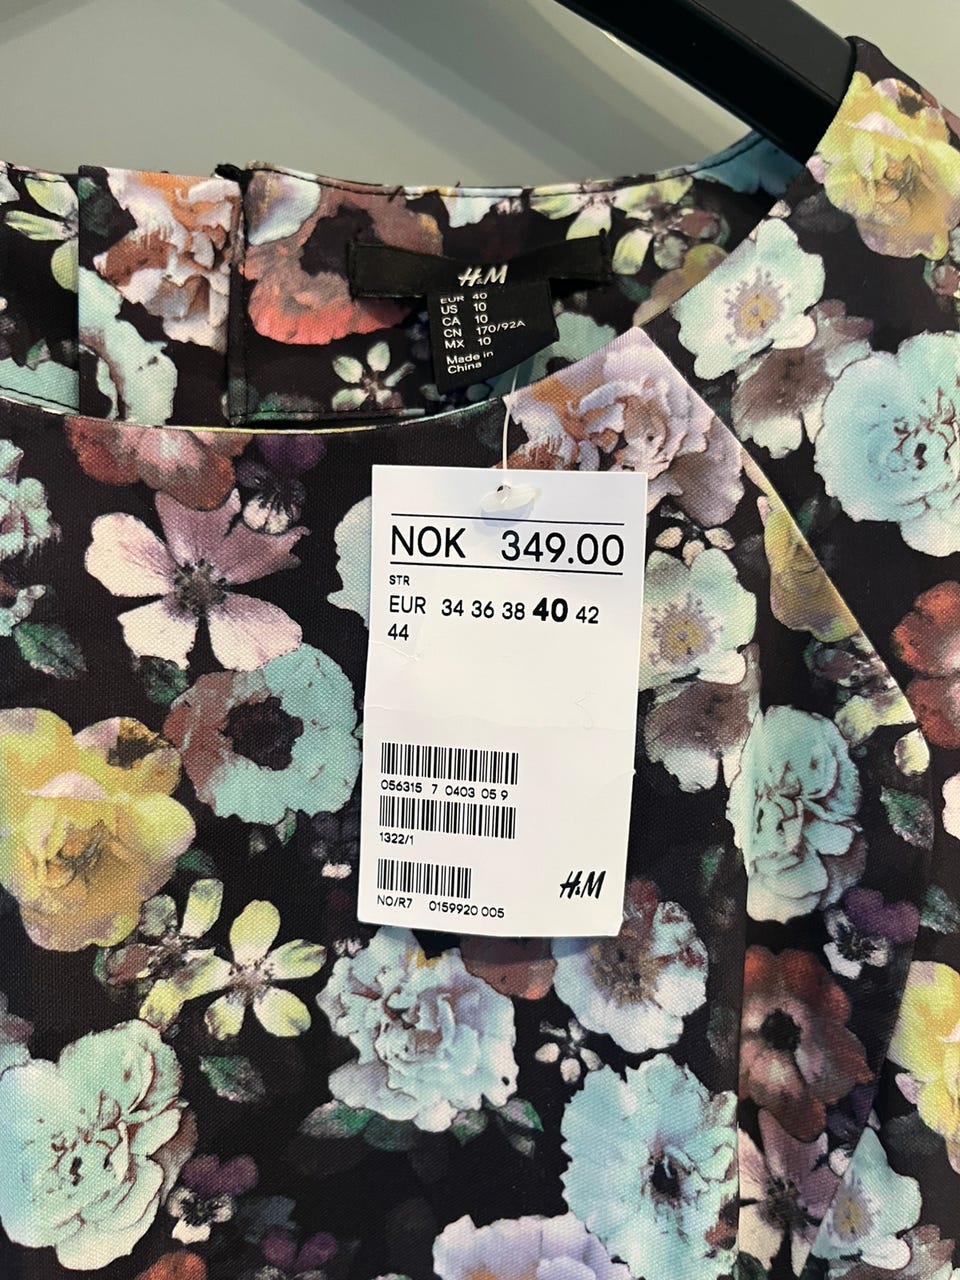 H&M
EUR 40
US 10
CA 10
CN 170/92A
MX 10
Made in
China
NOK 349.00
STR
EUR 34 36 38 40 42
44
056315 7 0403 05 9
1322/1
NO/R7 0159920 005
H&M